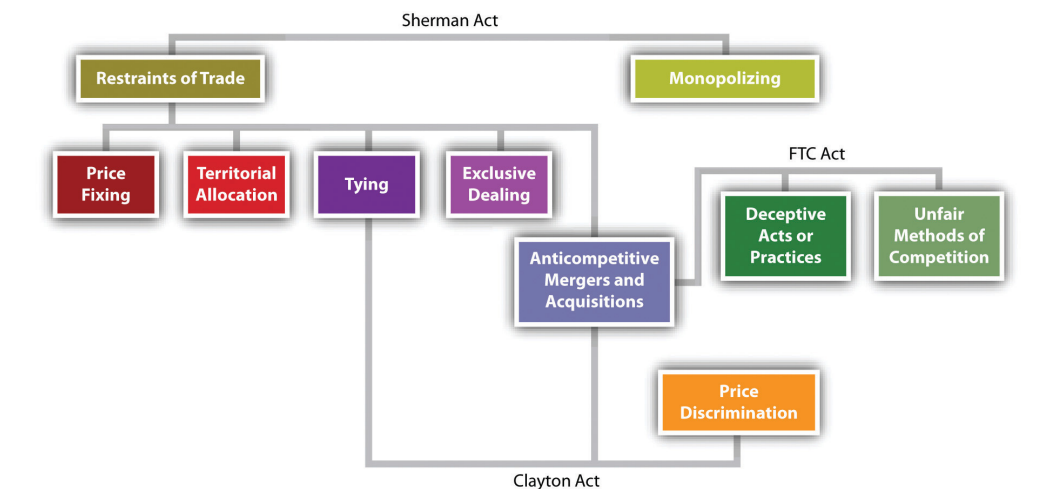 Sherman Act
Restraints of Trade
Monopolizing
Price
Fixing
Territorial
Allocation
Tying
Exclusive
Dealing
FTC Act
Deceptive
Acts or
Practices
Unfair
Methods of
Competition
Anticompetitive
Mergers and
Acquisitions
Price
Discrimination
Clayton Act